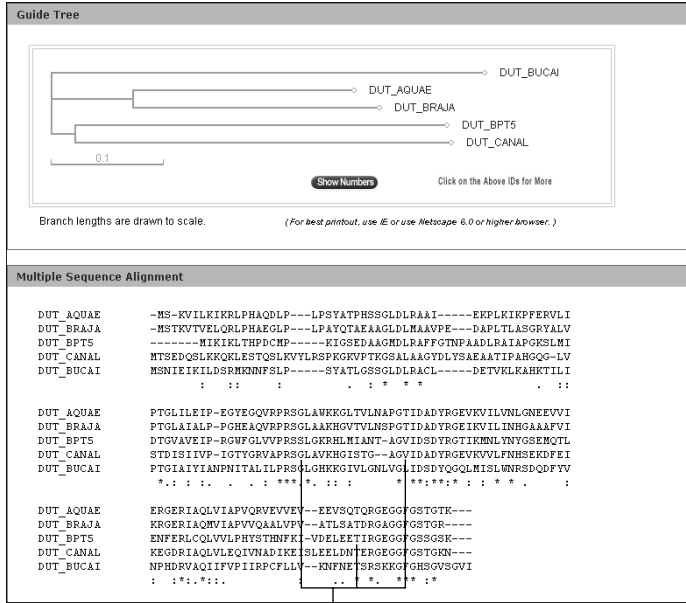 Guide Tree
DUT_BUCAI
DUT_AQUAE
DUT_BRAJA
DUT_BPT5
DUT_CANAL
0.1
Show Numbers
Click on the Above IDs for More
Branch lengths are drawn to scale.
( For best printout, use IE or use Netscape 6.0 or higher browser. )
Multiple Sequence Alignment
DUT_AQUAE -MS-KVILKIKRLPHAQDLP---LPSYATPHSSGLDLRAAI-----EKPLKIKPFERVLI
DUT_BRAJA -MSTKVTVELQRLPHAEGLP---LPAYQTAEAAGLDLMAAVPE---DAPLTLASGRYALV
DUT_BPT5 -------MIKIKLTHPDCMP-----KIGSEDAAGMDLRAFFGTNPAADLRAIAPGKSLMI
DUT_CANAL MTSEDQSLKKQKLESTQSLKVYLRSPKGKVPTKGSALAAGYDLYSAEAATIPAHGQG-LV
DUT_BUCAI MSNIEIKILDSRMKNNFSLP-----SYATLGSSGLDLRACL-----DETVKLKAHKTILI
: :: : . : * * * . ::
DUT_AQUAE PTGLILEIP-EGYEGQVRPRSGLAWKKGLTVLNAPGTIDADYRGEVKVILVNLGNEEVVI
DUT_BRAJA PTGIALALP-PGHEAQVRPRSGLAAKHGVTVLNSPGTIDADYRGEIKVILINHGAAAFVI
DUT_BPT5 DTGVAVEIP-RGWFGLVVPRSSLGKRHLMIANT-AGVIDSDYRGTIKMNLYNYGSEMQTL
DUT_CANAL STDISITVP-IGTYGRVAPRSGLAVKHGISTG--AGVIDADYRGEVKVVLFNHSEKDFEI
DUT_BUCAI PTGIAIYIANPNITALILPRSGLGHKKGIVLGNLVGLIDSDYQGQLMISLWNRSDQDFYV
*.: : . . . : ***.*. :: : * **:**:* : : * * . :
DUT_AQUAE ERGERIAQLVIAPVQRVEVVEV--EEVSQTQRGEGGFGSTGTK---
DUT_BRAJA KRGERIAQMVIAPVVQAALVPV--ATLSATDRGEGGFGSTGR----
DUT_BPT5 ENFERLCQLVVLPHYSTHNFKI-VDELEETIRGEGGFGSSGSK---
DUT_CANAL KEGDRIAQLVLEQIVNADIKEISLEELDNTERGEGGFGSTGKN---
DUT_BUCAI NPHDRVAQIIFVPIIRPCFLLV--KNFNETSRSKKGFGHSGVSGVI
: :*:.*::. : .. * *. *** :*